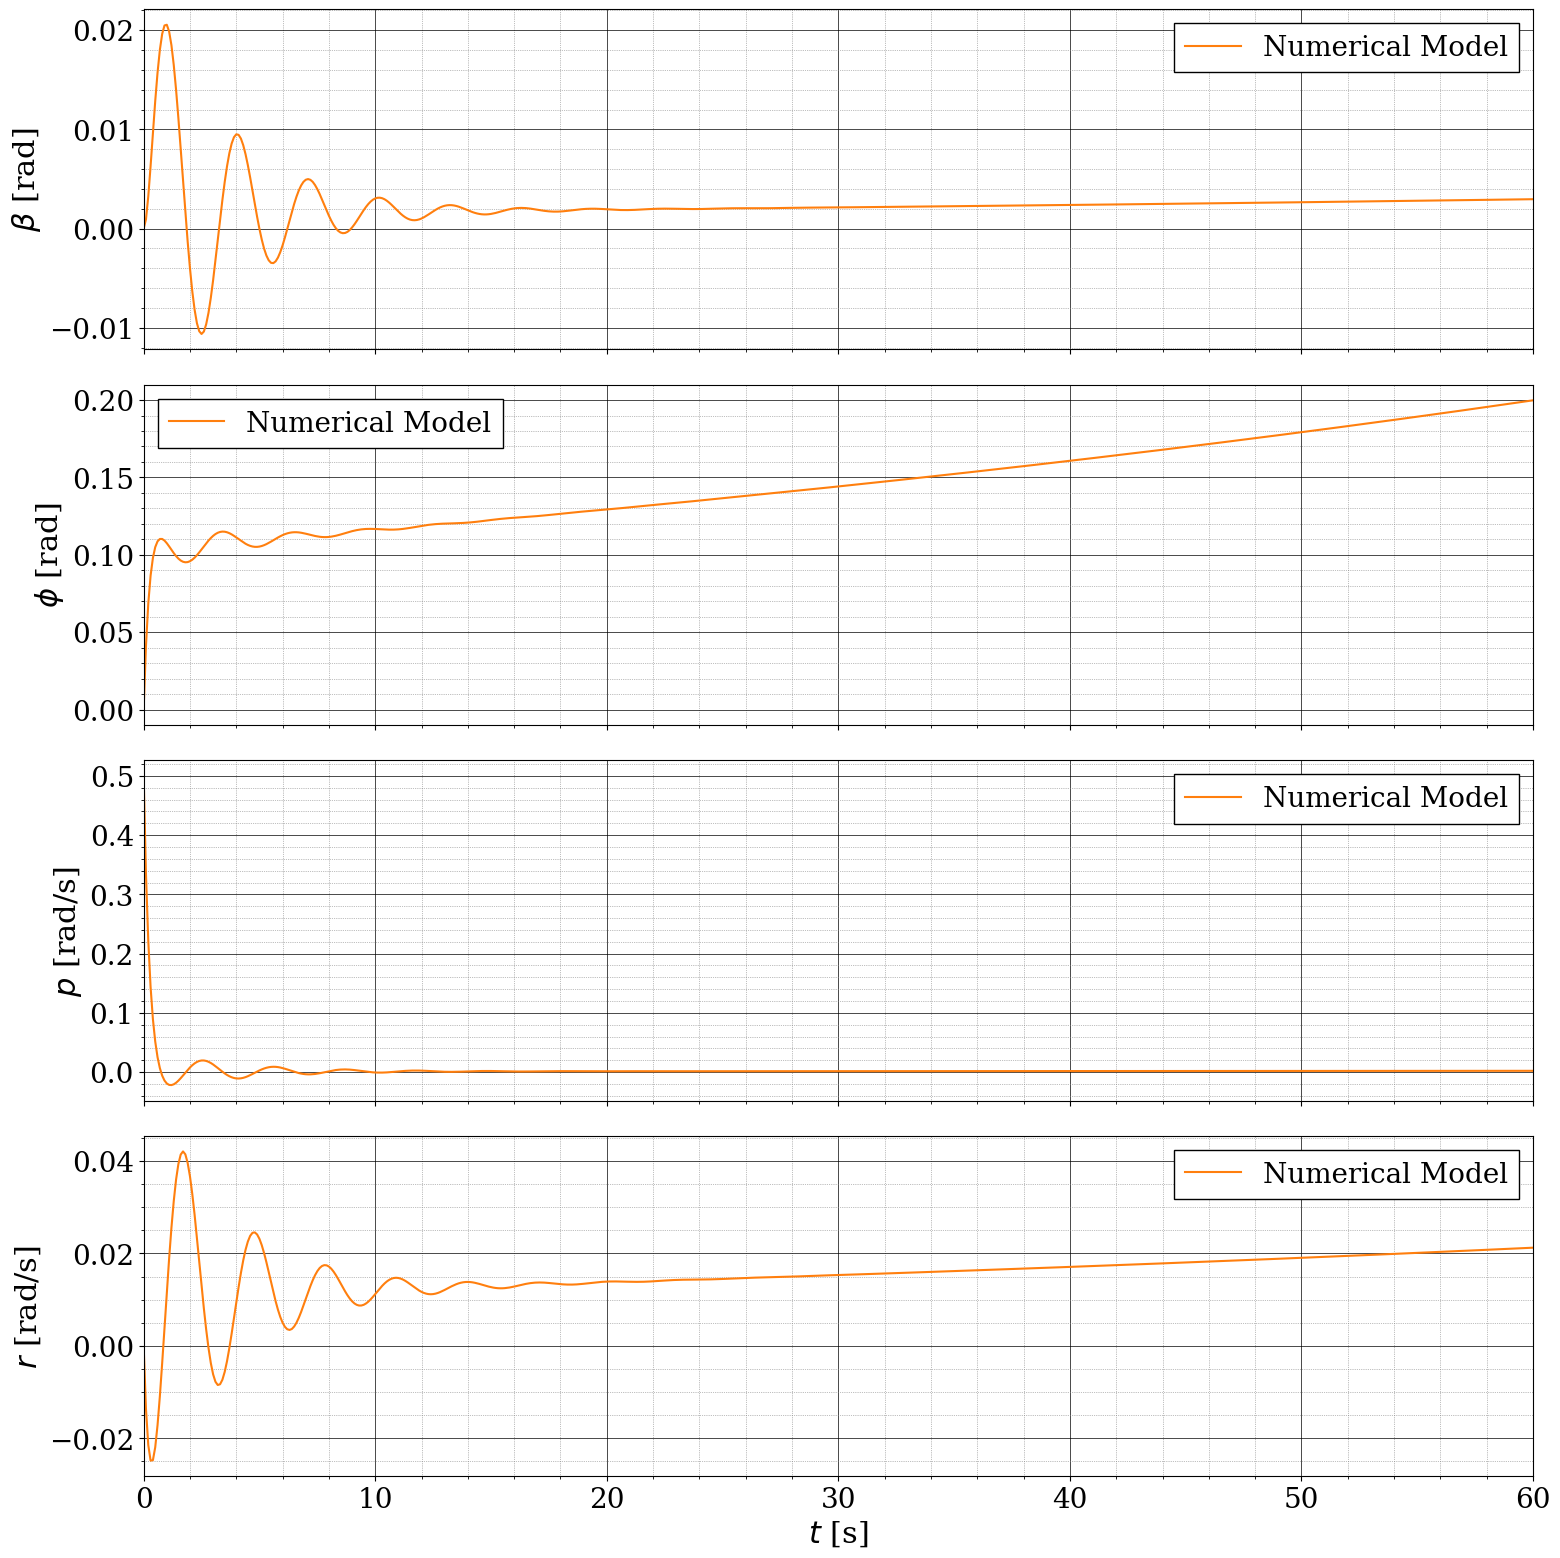 0.02
0.01
0.00
−0.01
β [rad]
Numerical Model
0.20
0.15
0.10
0.05
0.00
ϕ [rad]
Numerical Model
0.5
0.4
0.3
0.2
0.1
0.0
p [rad/s]
Numerical Model
0.04
0.02
0.00
−0.02
r [rad/s]
Numerical Model
0 10 20 30 40 50 60
t [s]